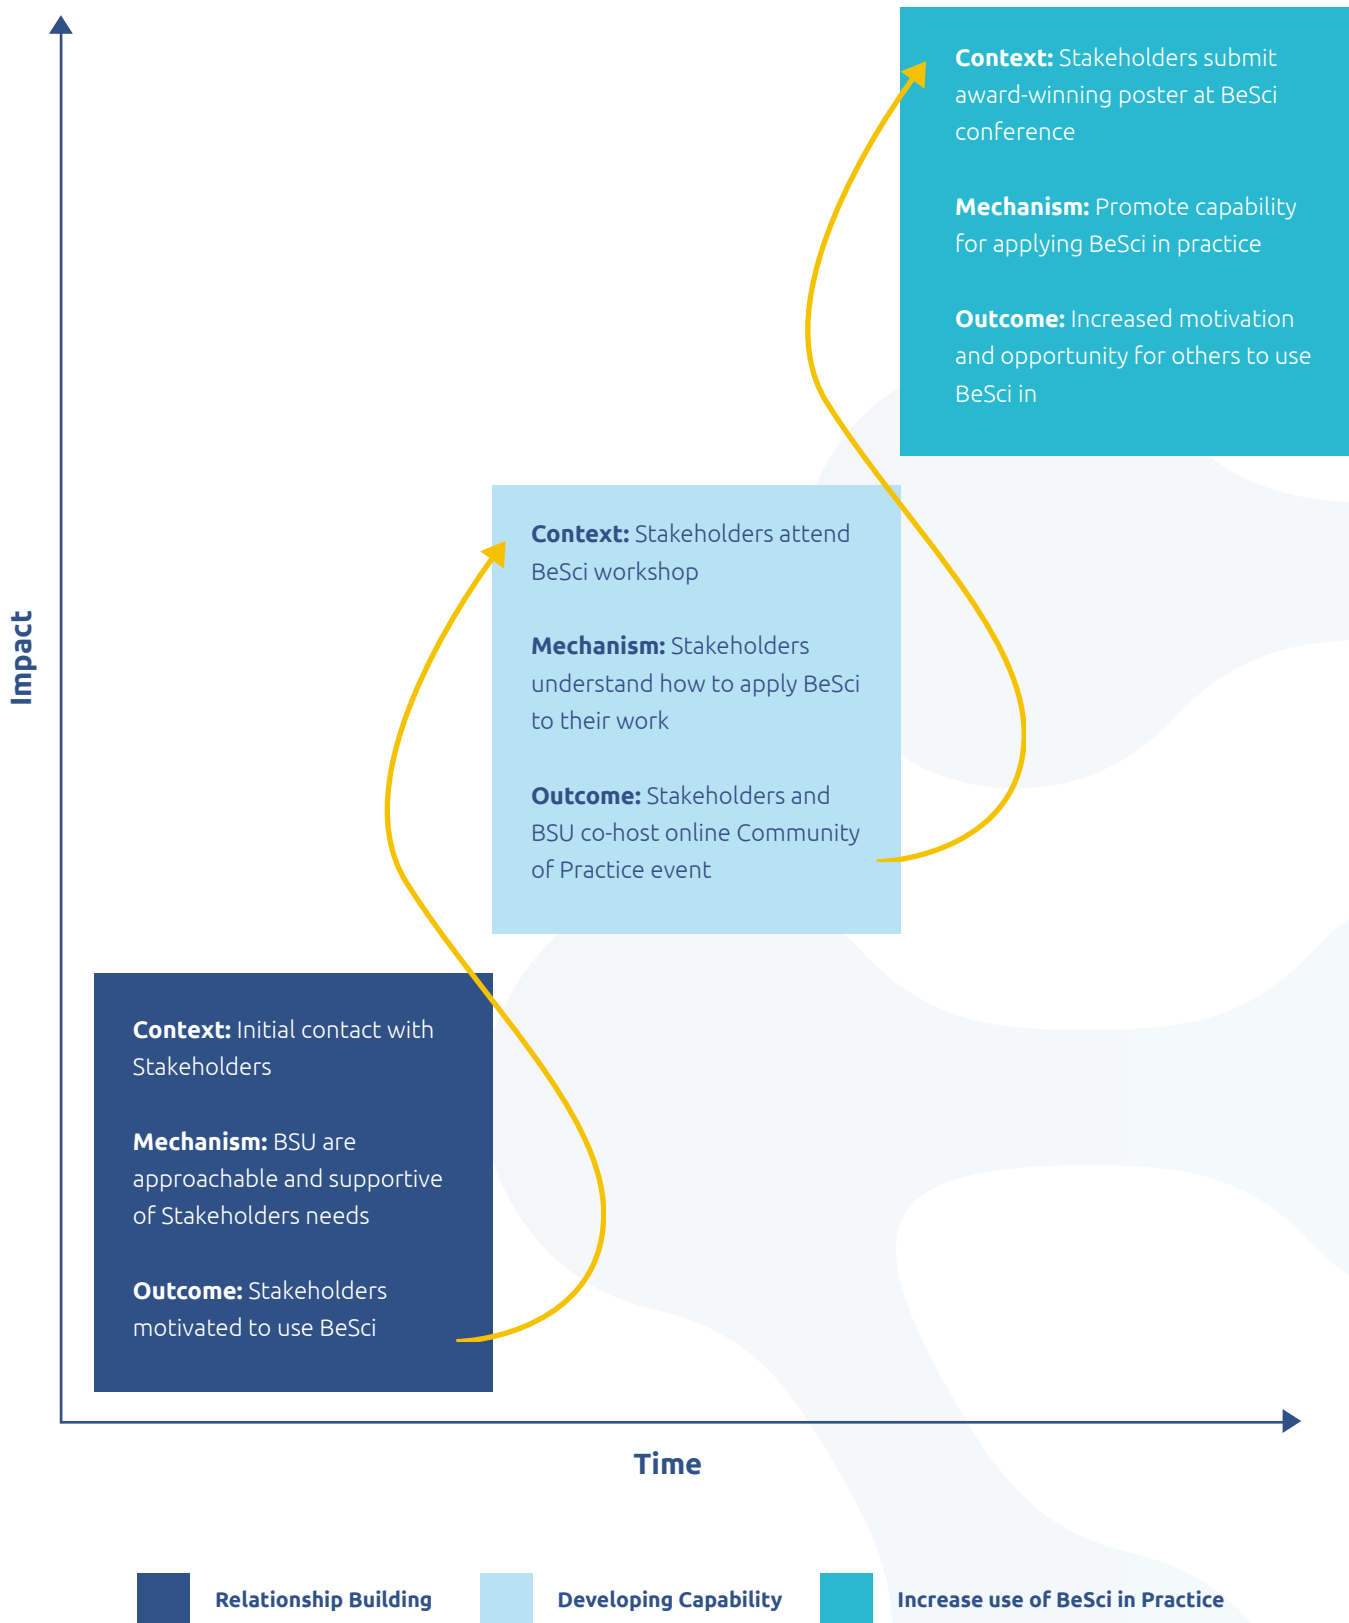 Context: Stakeholders submit
award-winning poster at BeSci
conference
Mechanism: Promote capability
for applying BeSci in practice
Outcome: Increased motivation
and opportunity for others to use
BeSci in
Context: Stakeholders attend
BeSci workshop
Mechanism: Stakeholders
understand how to apply BeSci
to their work
Outcome: Stakeholders and
BSU co-host online Community
of Practice event
Impact
Context: Initial contact with
Stakeholders
Mechanism: BSU are
approachable and supportive
of Stakeholders needs
Outcome: Stakeholders
motivated to use BeSci
Time
Relationship Building
Developing Capability
Increase use of BeSci in Practice